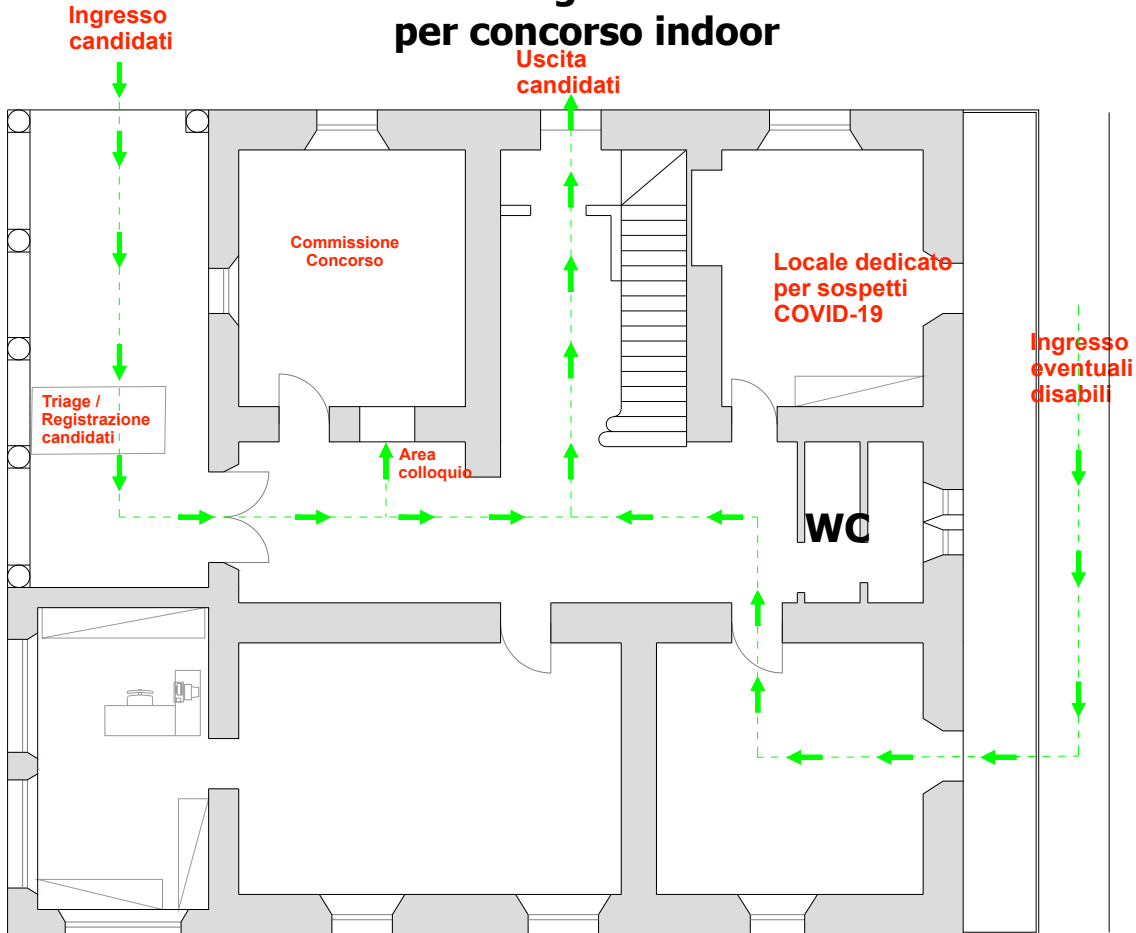 per concorso indoor
Ingresso
candidati
Uscita
candidati
Commissione
Concorso
Locale dedicato
per sospetti
COVID-19
Ingresso
eventuali
disabili
Triage /
Registrazione
candidati
Area
colloquio
WC